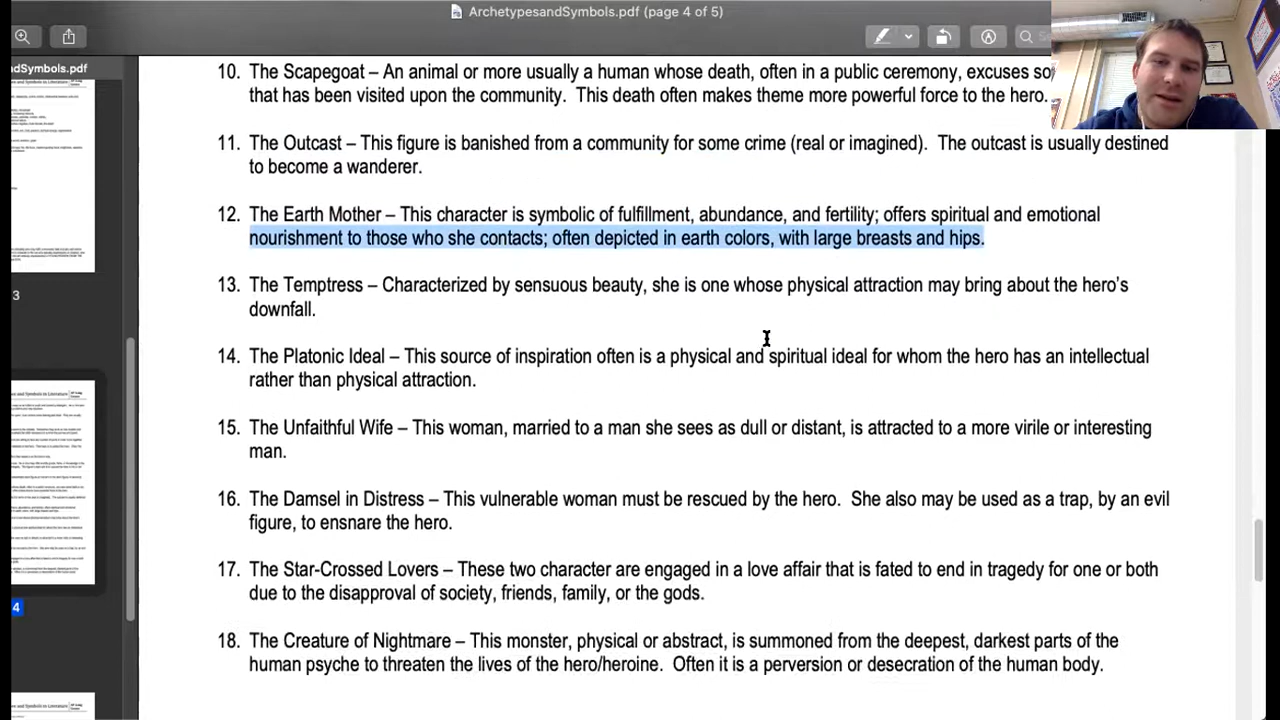 ArchetypesandSymbols.pdf (page 4 of 5)
dSymbols.pdf
10. The Scapegoat – An animal or more usually a human whose death, often in a public ceremony, excuses so
that has been visited upon the community. This death often makes them a more powerful force to the hero.
11. The Outcast – This figure is banished from a community for some crime (real or imagined). The outcast is usually destined
to become a wanderer.
12. The Earth Mother – This character is symbolic of fulfillment, abundance, and fertility; offers spiritual and emotional
nourishment to those who she contacts; often depicted in earth colors, with large breasts and hips.
3
13. The Temptress – Characterized by sensuous beauty, she is one whose physical attraction may bring about the hero's
downfall.
14. The Platonic Ideal – This source of inspiration often is a physical and spiritual ideal for whom the hero has an intellectual
rather than physical attraction.
15. The Unfaithful Wife – This woman, married to a man she sees as dull or distant, is attracted to a more virile or interesting
man.
16. The Damsel in Distress – This vulnerable woman must be rescued by the hero. She also may be used as a trap, by an evil
figure, to ensnare the hero.
17. The Star-Crossed Lovers – These two character are engaged in a love affair that is fated to end in tragedy for one or both
due to the disapproval of society, friends, family, or the gods.
4
18. The Creature of Nightmare – This monster, physical or abstract, is summoned from the deepest, darkest parts of the
human psyche to threaten the lives of the hero/heroine. Often it is a perversion or desecration of the human body.